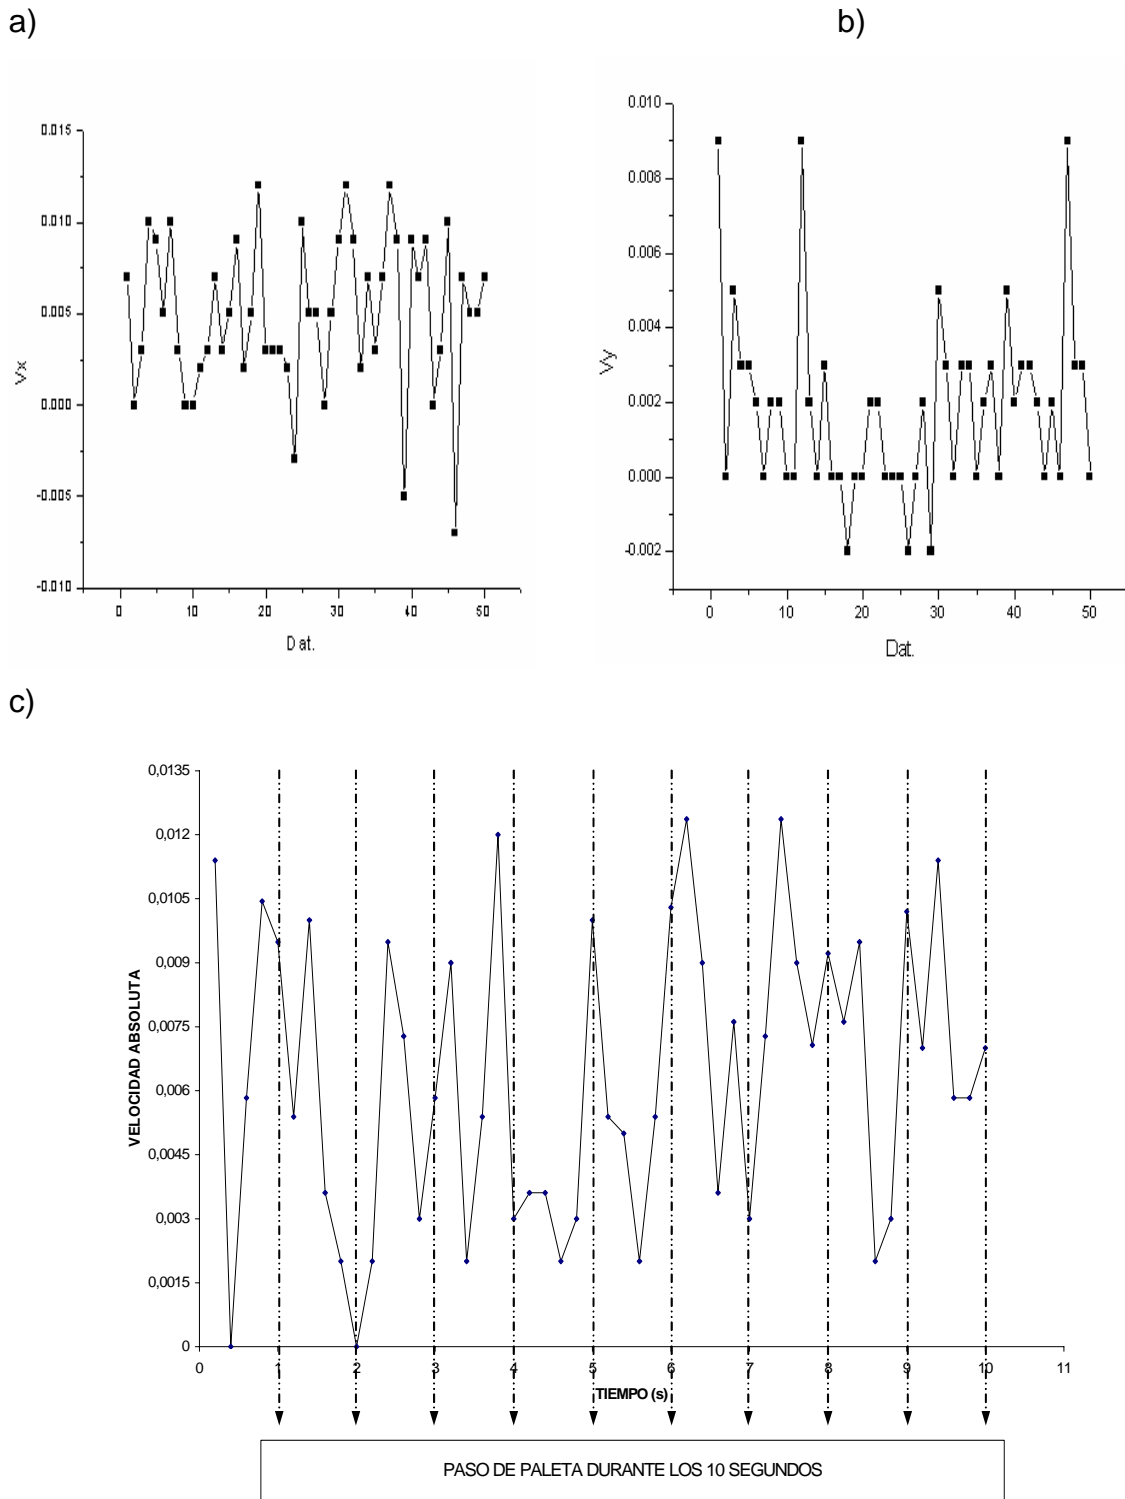 a)
b)
0.015
0.010
0.005
0.000
-0.005
-0.010
Vx
0 10 20 30 40 50
Dat.
0.010
0.008
0.006
0.004
0.002
0.000
-0.002
Vy
0 10 20 30 40 50
Dat.
c)
0,0135
0,012
0,0105
0,009
0,0075
0,006
0,0045
0,003
0,0015
0
VELOCIDAD ABSOLUTA
0 1 2 3 4 5 6 7 8 9 10 11
TIEMPO (s)
PASO DE PALETA DURANTE LOS 10 SEGUNDOS